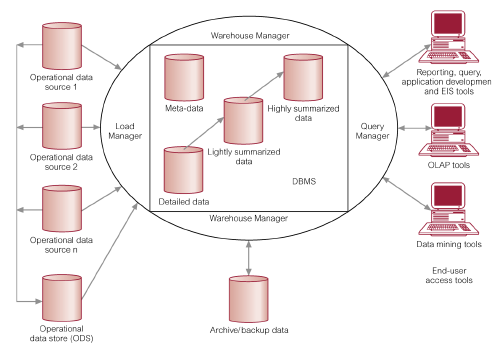 Warehouse Manager
Operational data
source 1
Reporting, query,
application developmen
and EIS tools
Meta-data
Highly summarized
data
Load
Manager
Query
Manager
Operational data
source 2
Lightly summarized
data
OLAP tools
DBMS
Detailed data
Warehouse Manager
Operational data
source n
Data mining tools
End-user
access tools
Operational
data store (ODS)
Archive/backup data